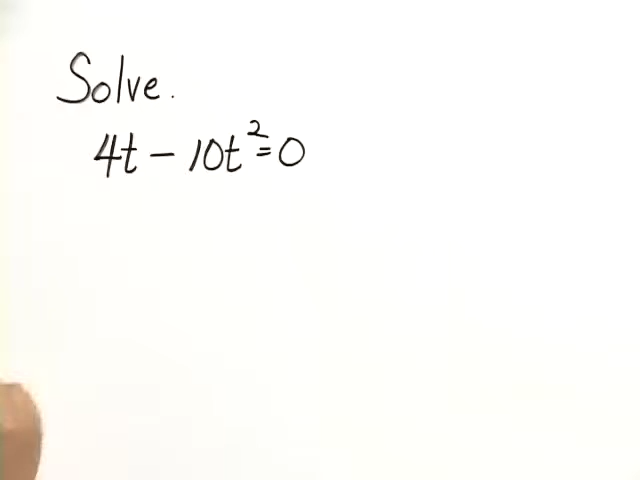 Solve.
4t - 10t² = 0